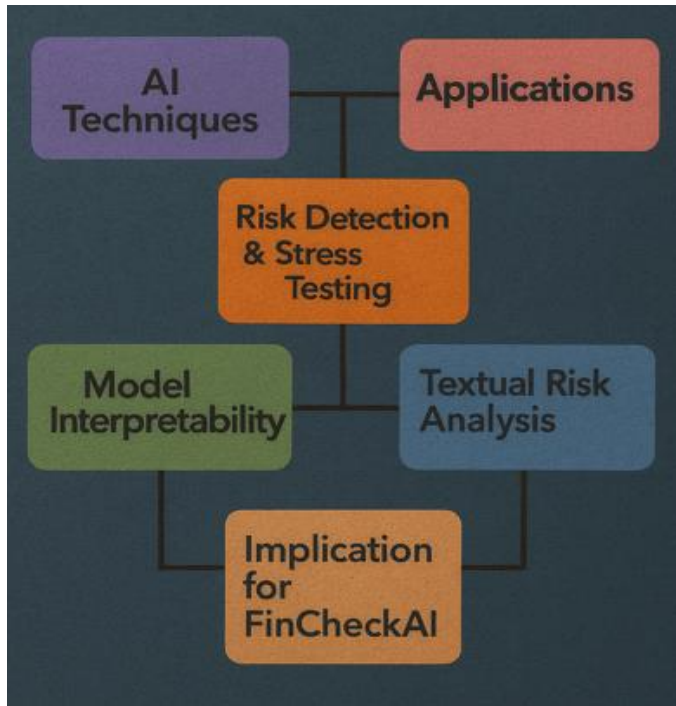 AI
Techniques
Applications
Risk Detection
& Stress
Testing
Model
Interpretability
Textual Risk
Analysis
Implication
for
FinCheckAI